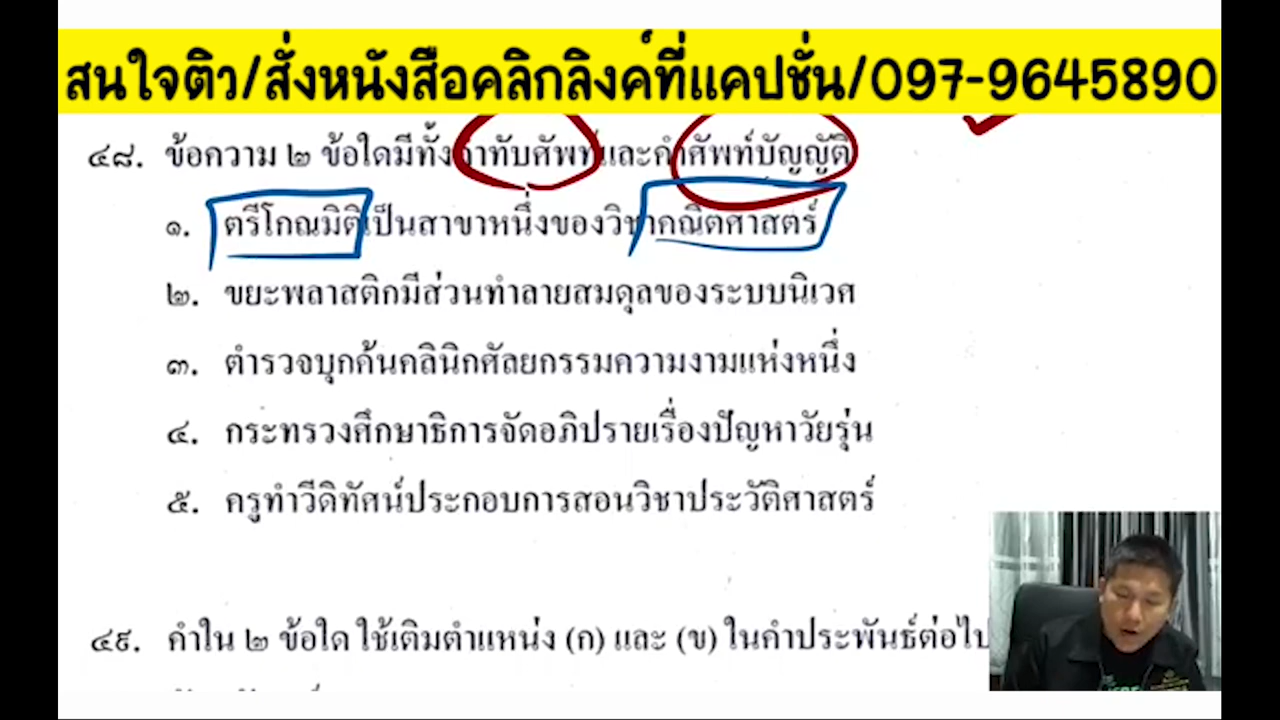 สนใจติว/สั่งหนังสือคลิกลิงค์ที่แคปชั่น/097-9645890
๔๘. ข้อความ ๒ ข้อใดมีทั้งคำทับศัพท์และคำศัพท์บัญญัติ
๑. ตรีโกณมิติเป็นสาขาหนึ่งของวิชาคณิตศาสตร์
๒. ขยะพลาสติกมีส่วนทำลายสมดุลของระบบนิเวศ
๓. ตำรวจบุกค้นคลินิกศัลยกรรมความงามแห่งหนึ่ง
๔. กระทรวงศึกษาธิการจัดอภิปรายเรื่องปัญหาวัยรุ่น
๕. ครูทำวีดิทัศน์ประกอบการสอนวิชาประวัติศาสตร์
๔๙. คำใน ๒ ข้อใด ใช้เติมตำแหน่ง (ก) และ (ข) ในคำประพันธ์ต่อไป